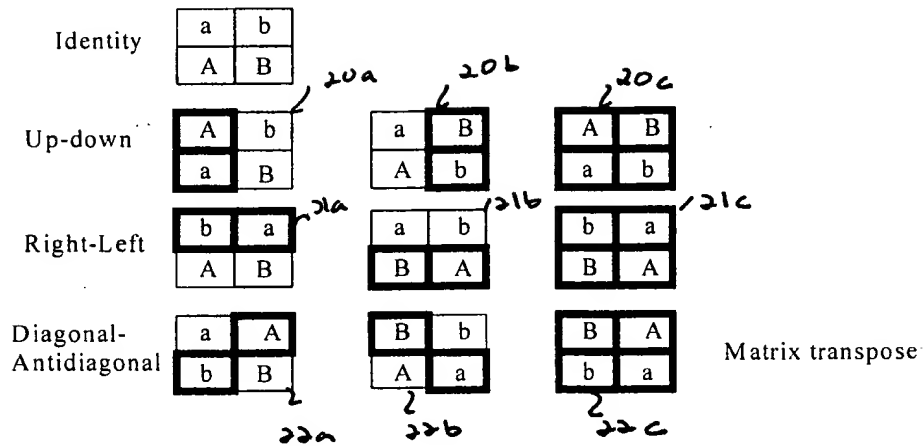 Identity
a b
A B
20a 20b 20c
Up-down
A b a B A B
a B A b a b
21a 21b 21c
Right-Left
b a a b b a
A B B A B A
Diagonal-
Antidiagonal
a A B b B A
b B A a b a
Matrix transpose
22a 22b 22c